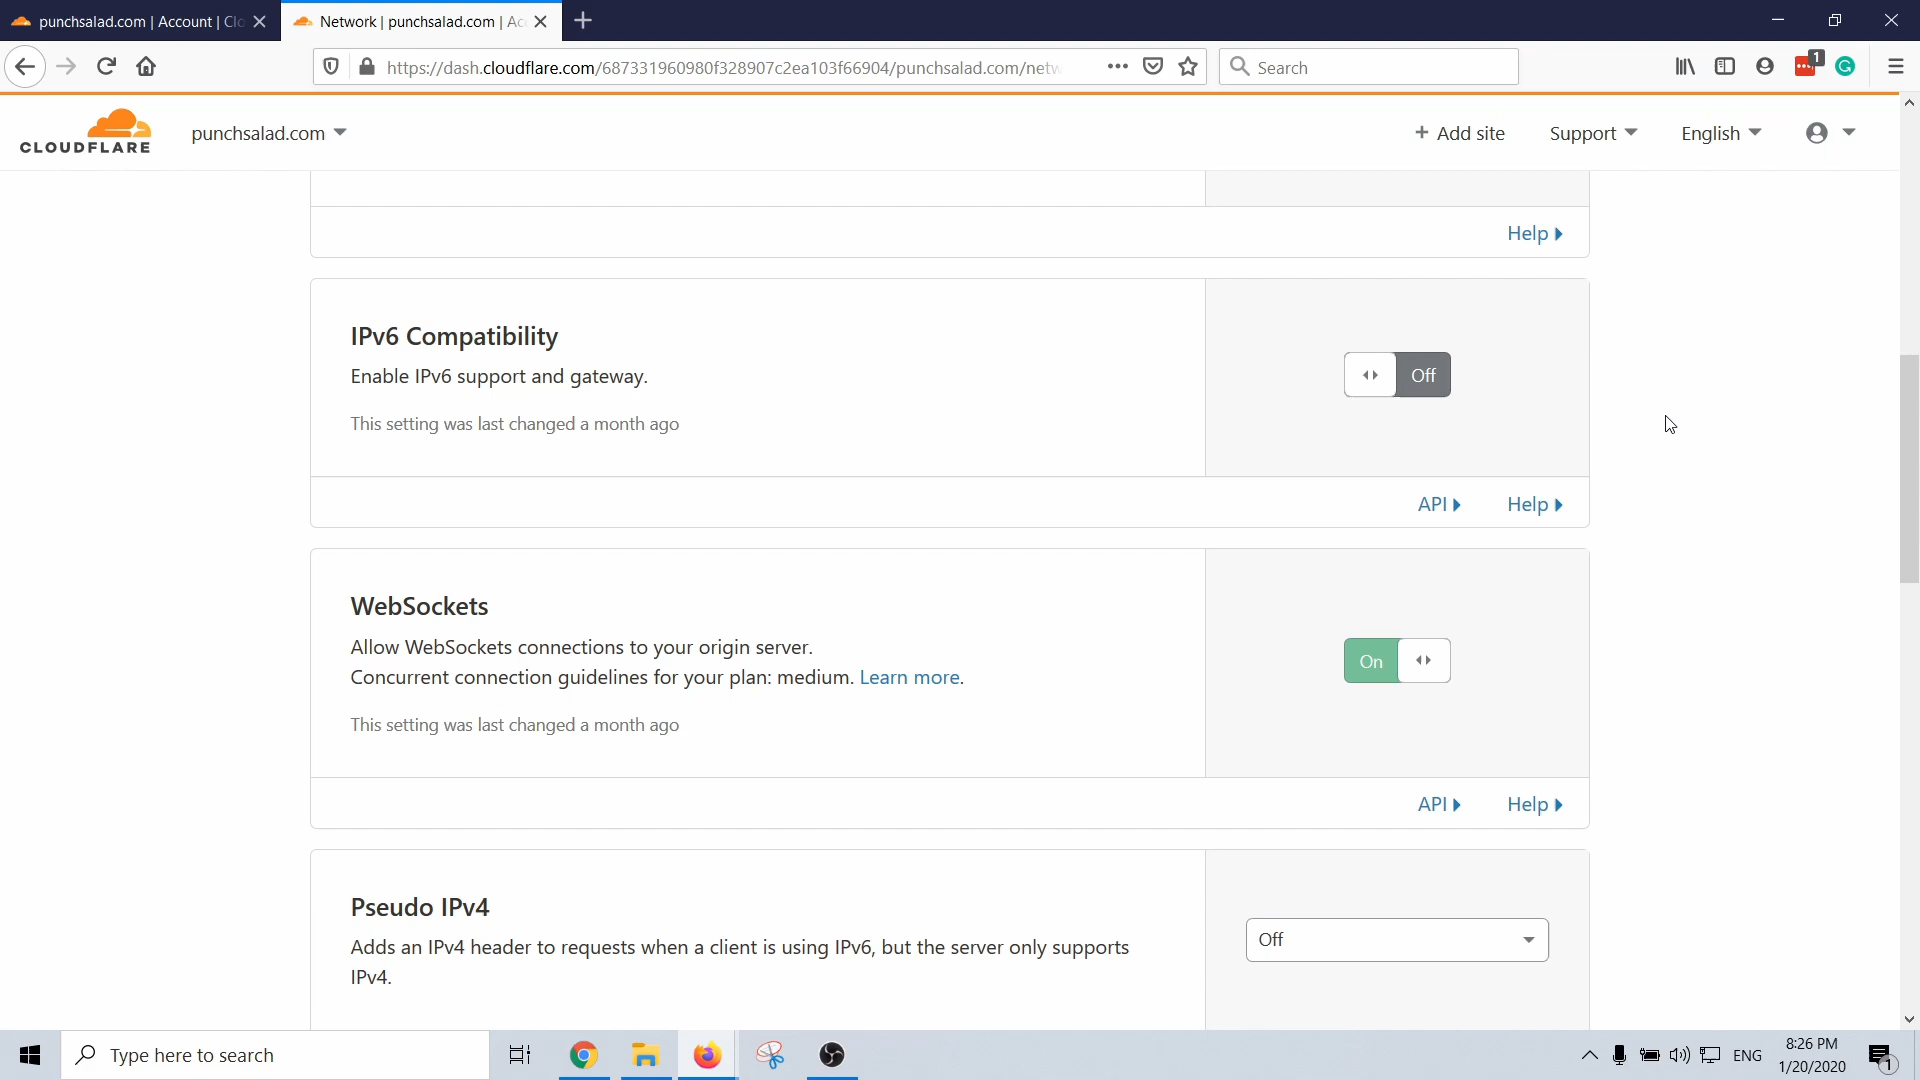 punchsalad.com | Account | Clo
Network | punchsalad.com | Acc
https://dash.cloudflare.com/687331960980f328907c2ea103f66904/punchsalad.com/netw
Search
1
CLOUDFLARE
punchsalad.com
+ Add site
Support
English
Help
IPv6 Compatibility
Enable IPv6 support and gateway.
This setting was last changed a month ago
Off
API
Help
WebSockets
Allow WebSockets connections to your origin server.
Concurrent connection guidelines for your plan: medium. Learn more.
This setting was last changed a month ago
On
API
Help
Pseudo IPv4
Adds an IPv4 header to requests when a client is using IPv6, but the server only supports
IPv4.
Off
Type here to search
ENG
8:26 PM
1/20/2020
1